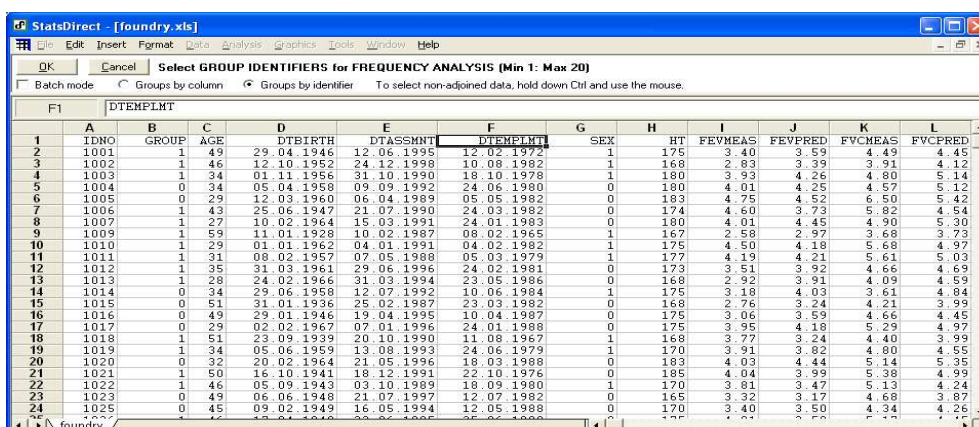 StatsDirect - [foundry.xls]
File Edit Insert Format Data Analysis Graphics Tools Window Help
OK Cancel Select GROUP IDENTIFIERS for FREQUENCY ANALYSIS (Min 1: Max 20)
Batch mode Groups by column Groups by identifier To select non-adjoined data, hold down Ctrl and use the mouse.
F1 DTEMPLMT
A B C D E F G H I J K L
1 IDNO GROUP AGE DTBIRTH DTASSMNT DTEMPLMT SEX HT FEVMEAS FEVPRED FVCMEAS FVCPRED
2 1001 1 49 29.04.1946 12.06.1995 12.02.1972 1 175 3.40 3.59 4.49 4.45
3 1002 1 46 12.10.1952 24.12.1998 10.08.1982 1 168 2.83 3.39 3.91 4.12
4 1003 1 34 01.11.1956 31.10.1990 18.10.1978 1 180 3.93 4.26 4.80 5.14
5 1004 0 34 05.04.1958 09.09.1992 24.06.1980 0 180 4.01 4.25 4.57 5.12
6 1005 0 29 12.03.1960 06.04.1989 05.05.1982 0 183 4.75 4.52 6.50 5.42
7 1006 1 43 25.06.1947 21.07.1990 24.03.1982 0 174 4.60 3.73 5.82 4.54
8 1007 1 27 10.02.1964 15.03.1991 24.01.1983 0 180 4.01 4.45 4.90 5.30
9 1009 1 59 11.01.1928 10.02.1987 08.02.1965 1 167 2.58 2.97 3.68 3.73
10 1010 1 29 01.01.1962 04.01.1991 04.02.1982 1 175 4.50 4.18 5.68 4.97
11 1011 1 31 08.02.1957 07.05.1988 05.03.1979 1 177 4.19 4.21 5.61 5.03
12 1012 1 35 31.03.1961 29.06.1996 24.02.1981 0 173 3.51 3.92 4.66 4.69
13 1013 1 28 24.02.1966 31.03.1994 23.05.1986 0 168 2.92 3.91 4.09 4.59
14 1014 0 34 29.06.1958 12.07.1992 10.06.1984 1 175 3.18 4.03 3.61 4.84
15 1015 0 51 31.01.1936 25.02.1987 23.03.1982 0 168 2.76 3.24 4.21 3.99
16 1016 0 49 29.01.1946 19.04.1995 10.04.1987 0 175 3.06 3.59 4.66 4.45
17 1017 0 29 02.02.1967 07.01.1996 24.01.1988 0 175 3.95 4.18 5.29 4.97
18 1018 1 51 23.09.1939 20.10.1990 11.08.1967 1 168 3.77 3.24 4.40 3.99
19 1019 1 34 05.06.1959 13.08.1993 24.06.1979 1 170 3.91 3.82 4.80 4.55
20 1020 0 32 20.02.1964 21.05.1996 18.03.1988 0 183 4.03 4.44 5.14 5.35
21 1021 1 50 16.10.1941 18.12.1991 22.10.1976 0 185 4.04 3.99 5.38 4.99
22 1022 1 46 05.09.1943 03.10.1989 18.09.1980 1 170 3.81 3.47 5.13 4.24
23 1023 0 49 06.06.1948 21.07.1997 12.07.1982 0 165 3.32 3.17 4.68 3.87
24 1025 0 45 09.02.1949 16.05.1994 12.05.1988 0 170 3.40 3.50 4.34 4.26
foundry